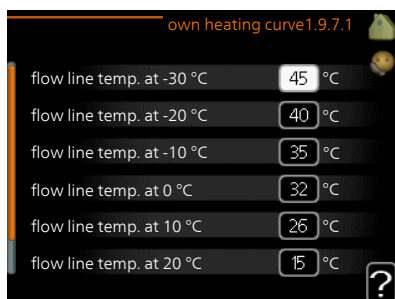 own heating curve1.9.7.1
flow line temp. at -30 °C 45 °C
flow line temp. at -20 °C 40 °C
flow line temp. at -10 °C 35 °C
flow line temp. at 0 °C 32 °C
flow line temp. at 10 °C 26 °C
flow line temp. at 20 °C 15 °C
?